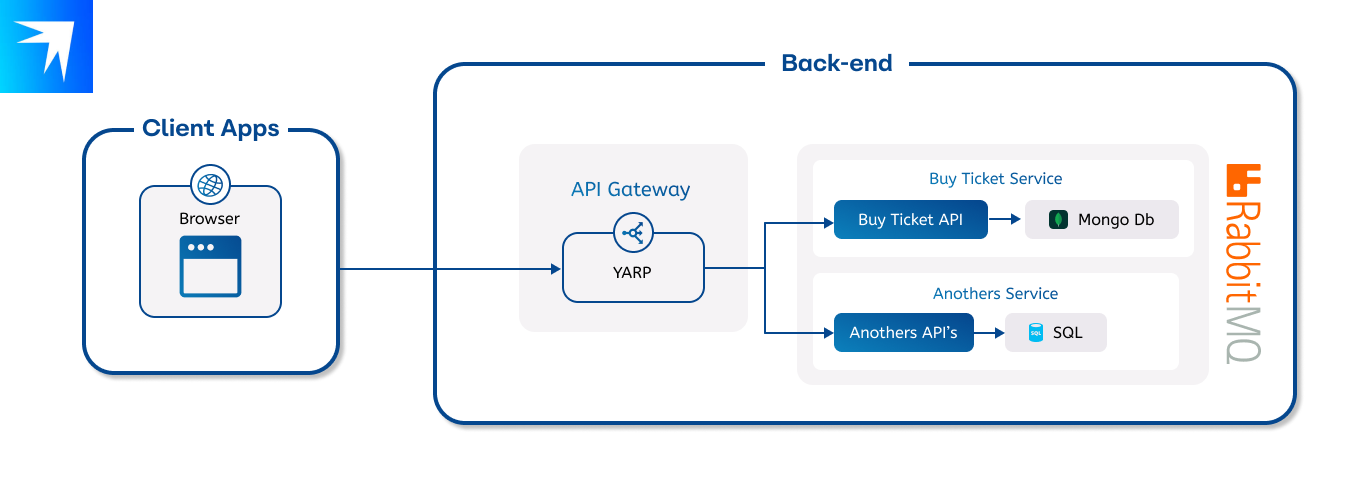 Back-end
Client Apps
Browser
API Gateway
YARP
Buy Ticket Service
Buy Ticket API
Mongo Db
Anothers Service
Anothers API's
SQL
SQL
RabbitMQ